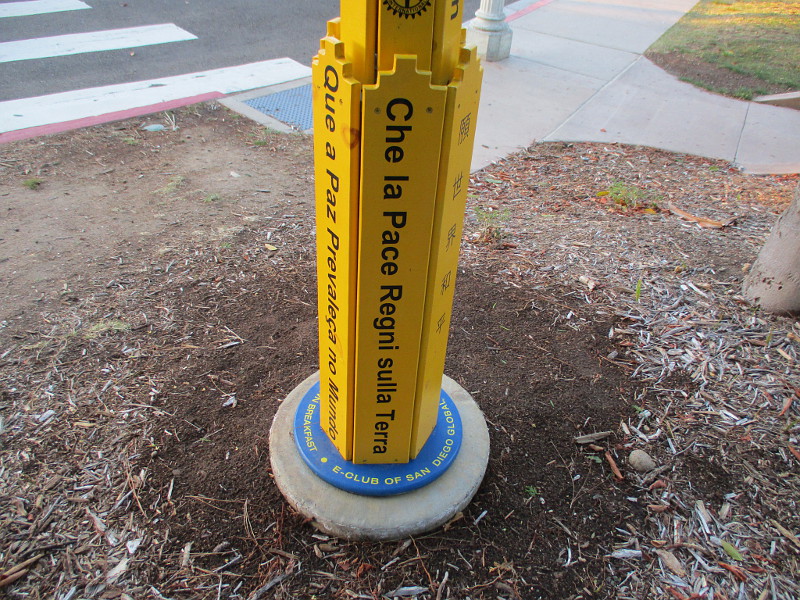 Que a Paz Prevaleça no Mundo
Che la Pace Regni sulla Terra
願世界和平
N BREAKFAST • E-CLUB OF SAN DIEGO GLOBAL